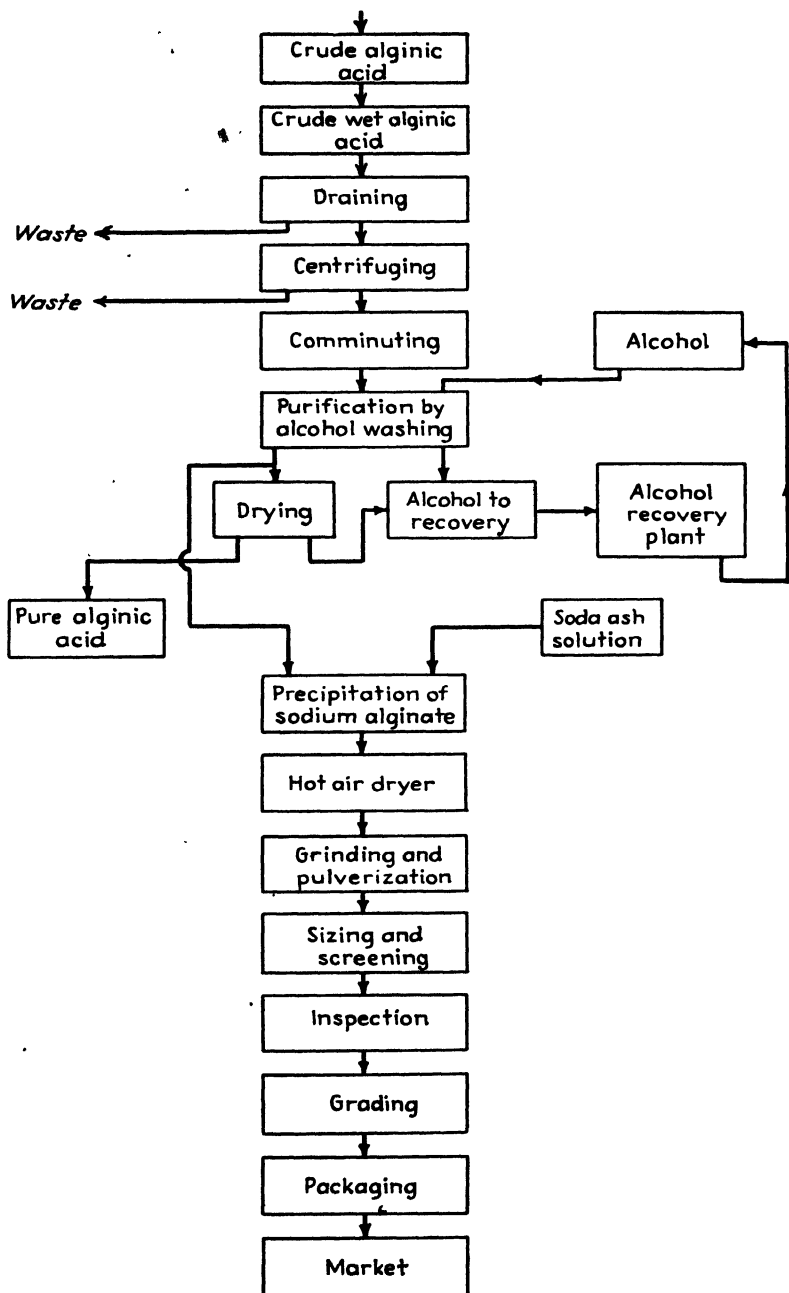 Crude alginic
acid
Crude wet alginic
acid
Draining
Waste
Centrifuging
Waste
Comminuting
Alcohol
Purification by
alcohol washing
Drying
Alcohol to
recovery
Alcohol
recovery
plant
Pure alginic
acid
Soda ash
solution
Precipitation of
sodium alginate
Hot air dryer
Grinding and
pulverization
Sizing and
screening
Inspection
Grading
Packaging
Market